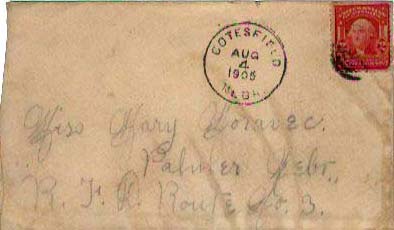 COTESFIELD
AUG
4
1905
NEBR.
Miss Mary Moravec.
Palmer Nebr.
R. F. D. Route No. 3.